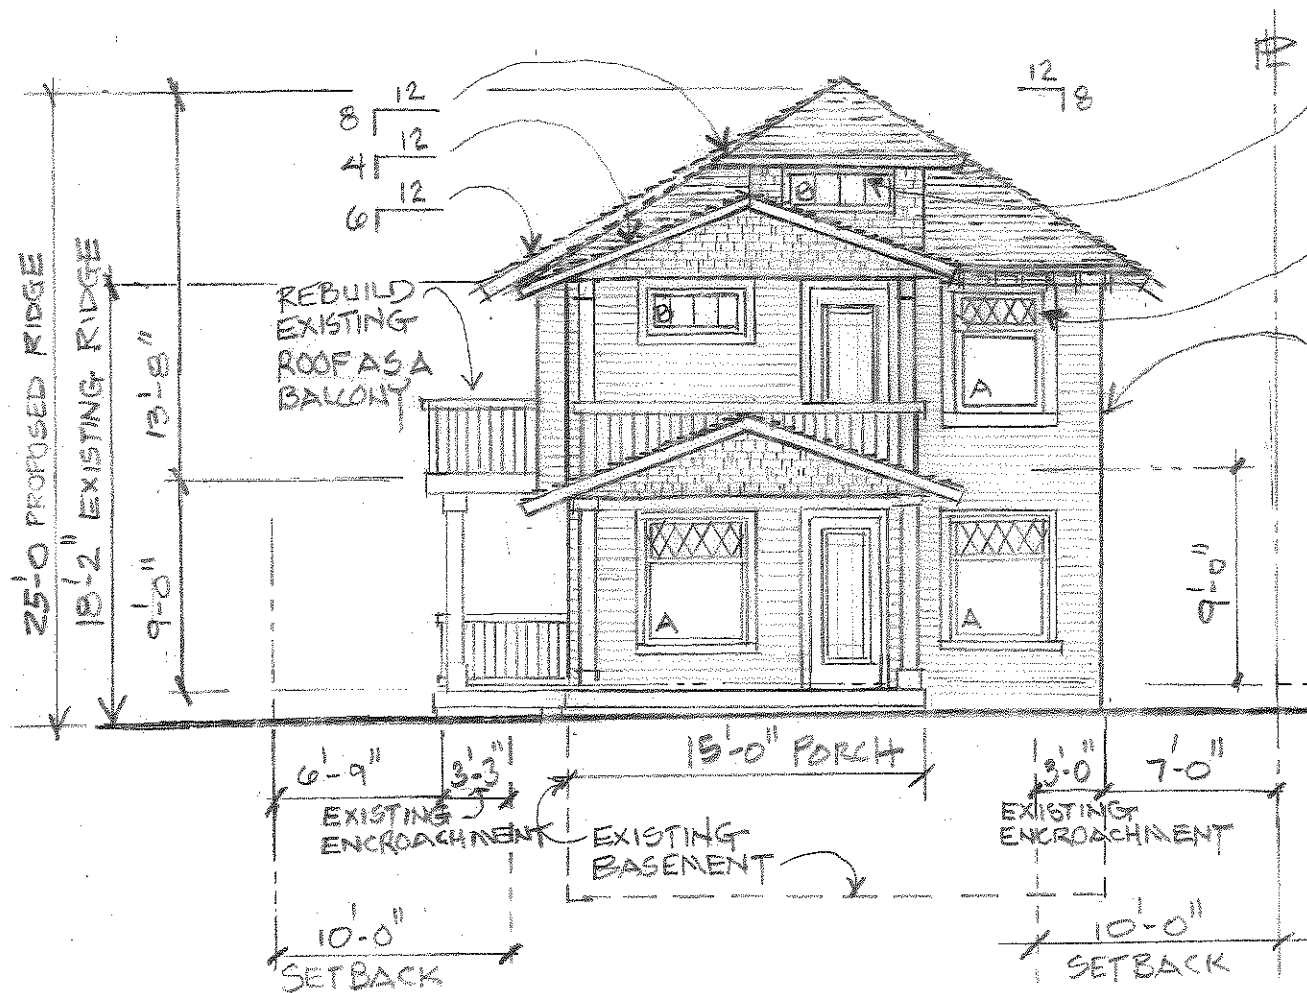 PL
12
8
12
4
12
6
12
8
25'-0 PROPOSED RIDGE
18'-2" EXISTING RIDGE
13'-8"
9'-0"
REBUILD
EXISTING
ROOF AS A
BALCONY
B
B
A
A
A
9'-0"
6'-9"
3'-3"
EXISTING
ENCROACHMENT
15'-0" PORCH
EXISTING
BASEMENT
3'-0"
7'-0"
EXISTING
ENCROACHMENT
10'-0"
SETBACK
10'-0"
SETBACK